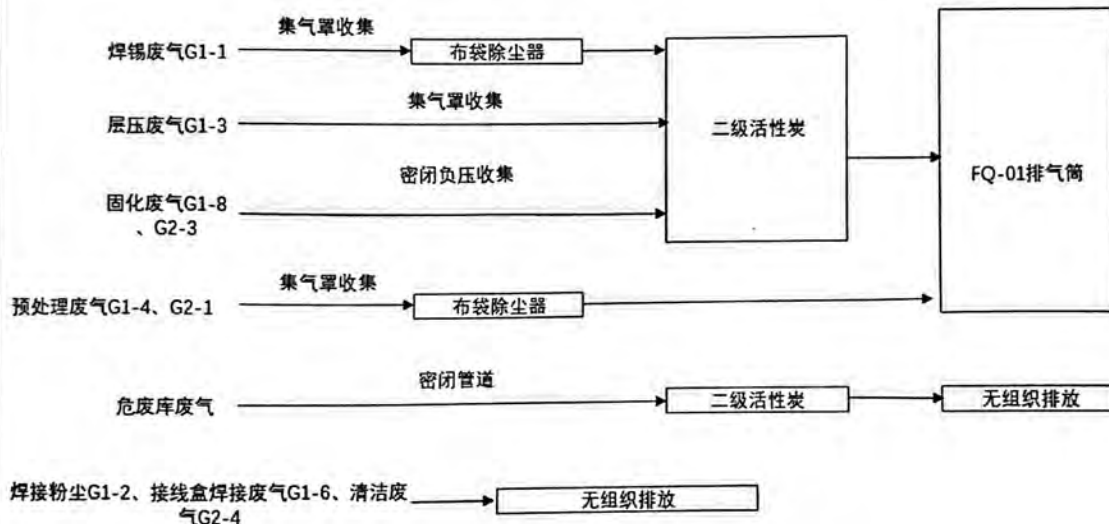 集气罩收集
焊锡废气G1-1
布袋除尘器
集气罩收集
层压废气G1-3
二级活性炭
密闭负压收集
FQ-01排气筒
固化废气G1-8
、G2-3
集气罩收集
预处理废气G1-4、G2-1
布袋除尘器
密闭管道
危废库废气
二级活性炭
无组织排放
焊接粉尘G1-2、接线盒焊接废气G1-6、清洁废
气G2-4
无组织排放